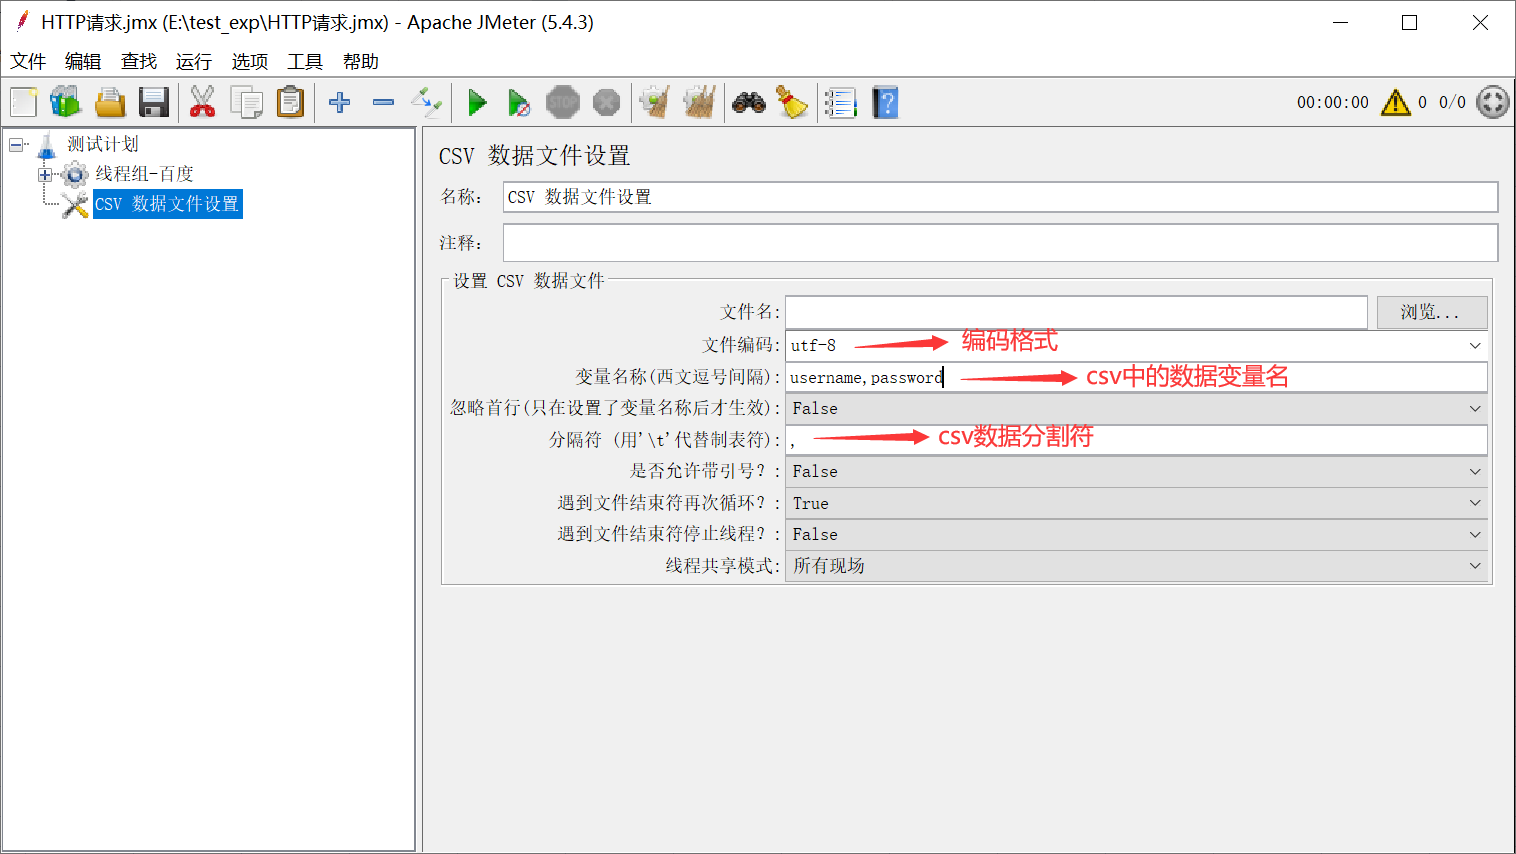 HTTP请求.jmx (E:\test_exp\HTTP请求.jmx) - Apache JMeter (5.4.3)
文件 编辑 查找 运行 选项 工具 帮助
STOP ? 00:00:00 0 0/0
测试计划
线程组-百度
CSV 数据文件设置
CSV 数据文件设置
名称: CSV 数据文件设置
注释:
设置 CSV 数据文件
文件名: 浏览...
文件编码: utf-8 编码格式
变量名称(西文逗号间隔): username,password csv中的数据变量名
忽略首行(只在设置了变量名称后才生效): False
分隔符 (用'\t'代替制表符): , csv数据分割符
是否允许带引号？: False
遇到文件结束符再次循环？: True
遇到文件结束符停止线程？: False
线程共享模式: 所有现场